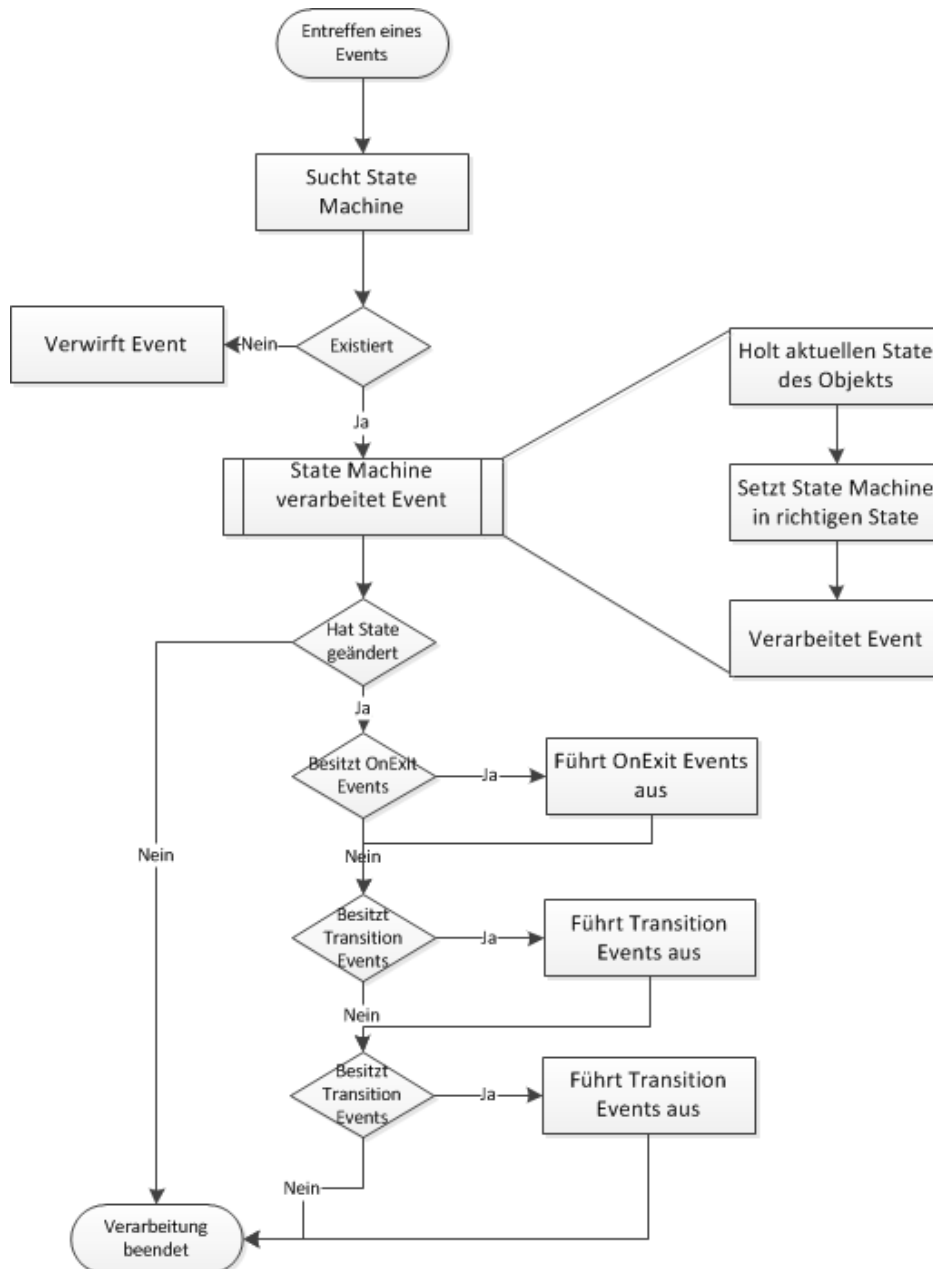 Entreffen eines
Events
Sucht State
Machine
Existiert
Nein
Verwirft Event
Ja
State Machine
verarbeitet Event
Holt aktuellen State
des Objekts
Setzt State Machine
in richtigen State
Verarbeitet Event
Hat State
geändert
Ja
Nein
Besitzt OnExit
Events
Ja
Führt OnExit Events
aus
Nein
Besitzt
Transition
Events
Ja
Führt Transition
Events aus
Nein
Besitzt
Transition
Events
Ja
Führt Transition
Events aus
Nein
Verarbeitung
beendet